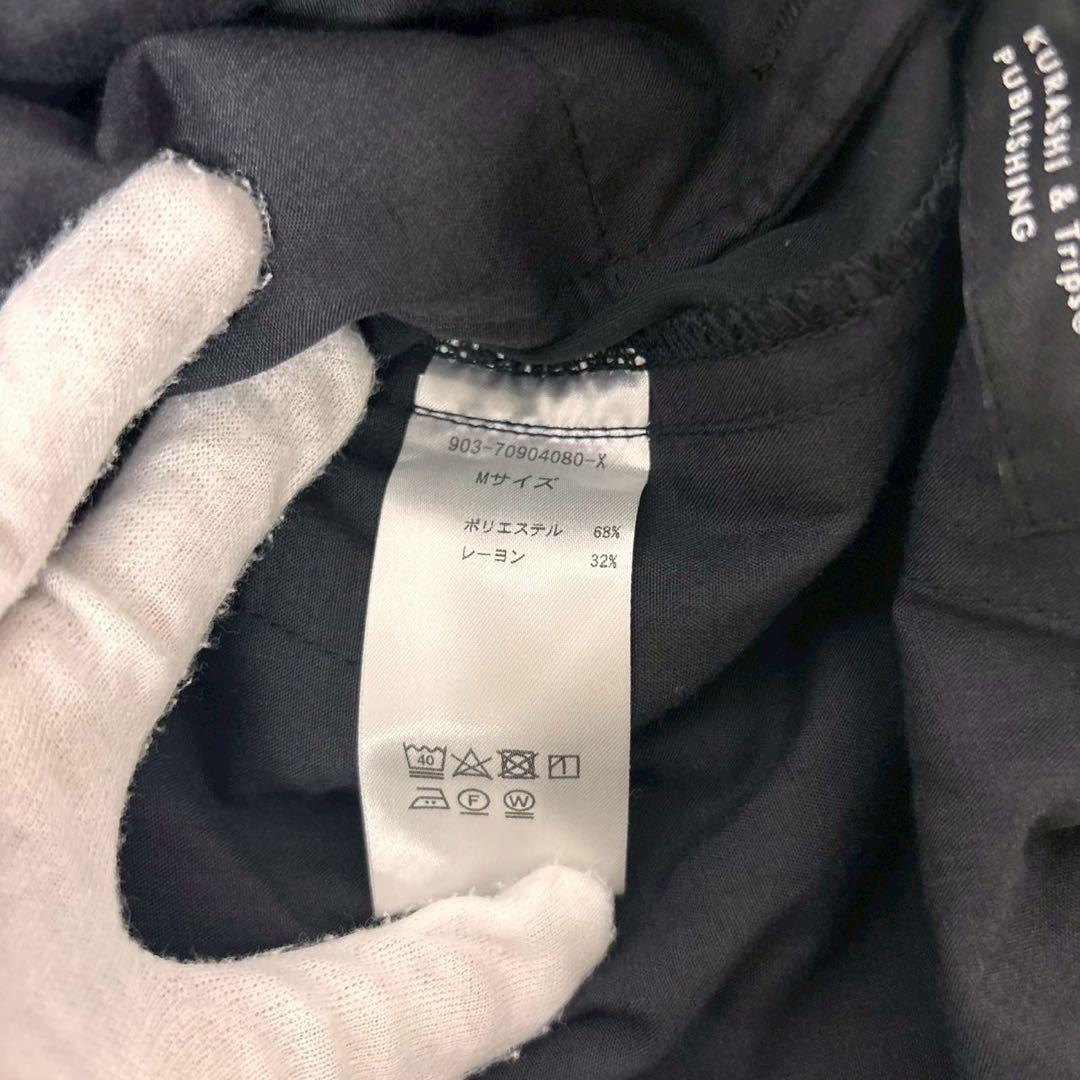 KURASHI & Trips
PUBLISHING
903-70904080-X
Mサイズ
ポリエステル 68%
レーヨン 32%
40
F W